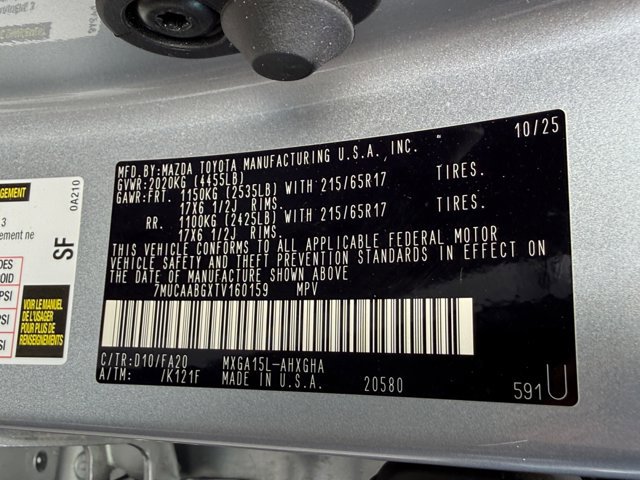 10/25
MFD.BY:MAZDA TOYOTA MANUFACTURING U.S.A., INC.
GVWR:2020KG (4455LB)
GAWR:FRT. 1150KG (2535LB) WITH 215/65R17 TIRES.
17X6 1/2J RIMS.
RR. 1100KG (2425LB) WITH 215/65R17 TIRES.
17X6 1/2J RIMS.
THIS VEHICLE CONFORMS TO ALL APPLICABLE FEDERAL MOTOR
VEHICLE SAFETY AND THEFT PREVENTION STANDARDS IN EFFECT ON
THE DATE OF MANUFACTURE SHOWN ABOVE
7MUCAABGXTV160159 MPV
C/TR:D10/FA20 MXGA15L-AHXGHA
A/TM: /K121F MADE IN U.S.A. 20580
591U
0A210
SF
VOIR LE MANUEL
DE L'USAGER
POUR PLUS DE
RENSEIGNEMENTS